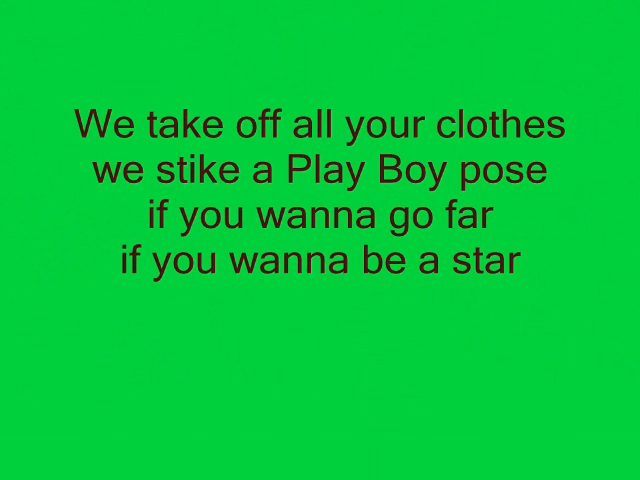 We take off all your clothes
we stike a Play Boy pose
if you wanna go far
if you wanna be a star